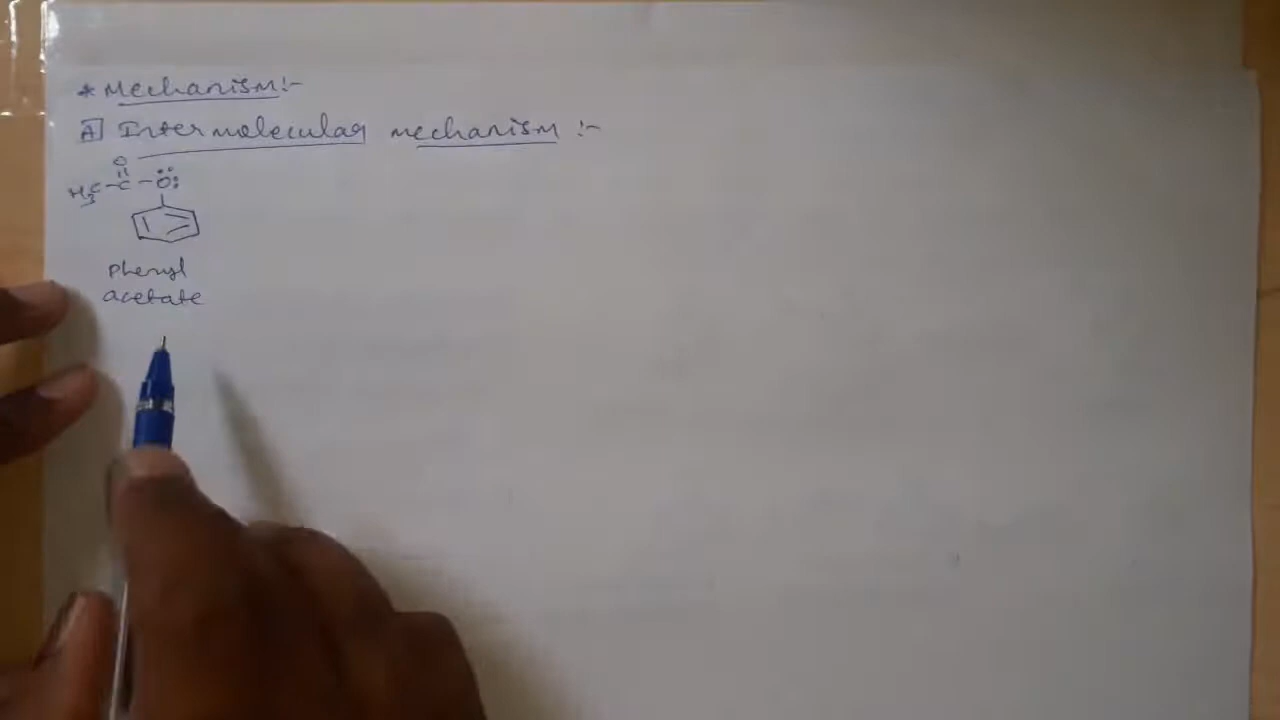 * Mechanism:-
A Intermolecular mechanism :-
O
H3C-C-O:
Phenyl
acetate